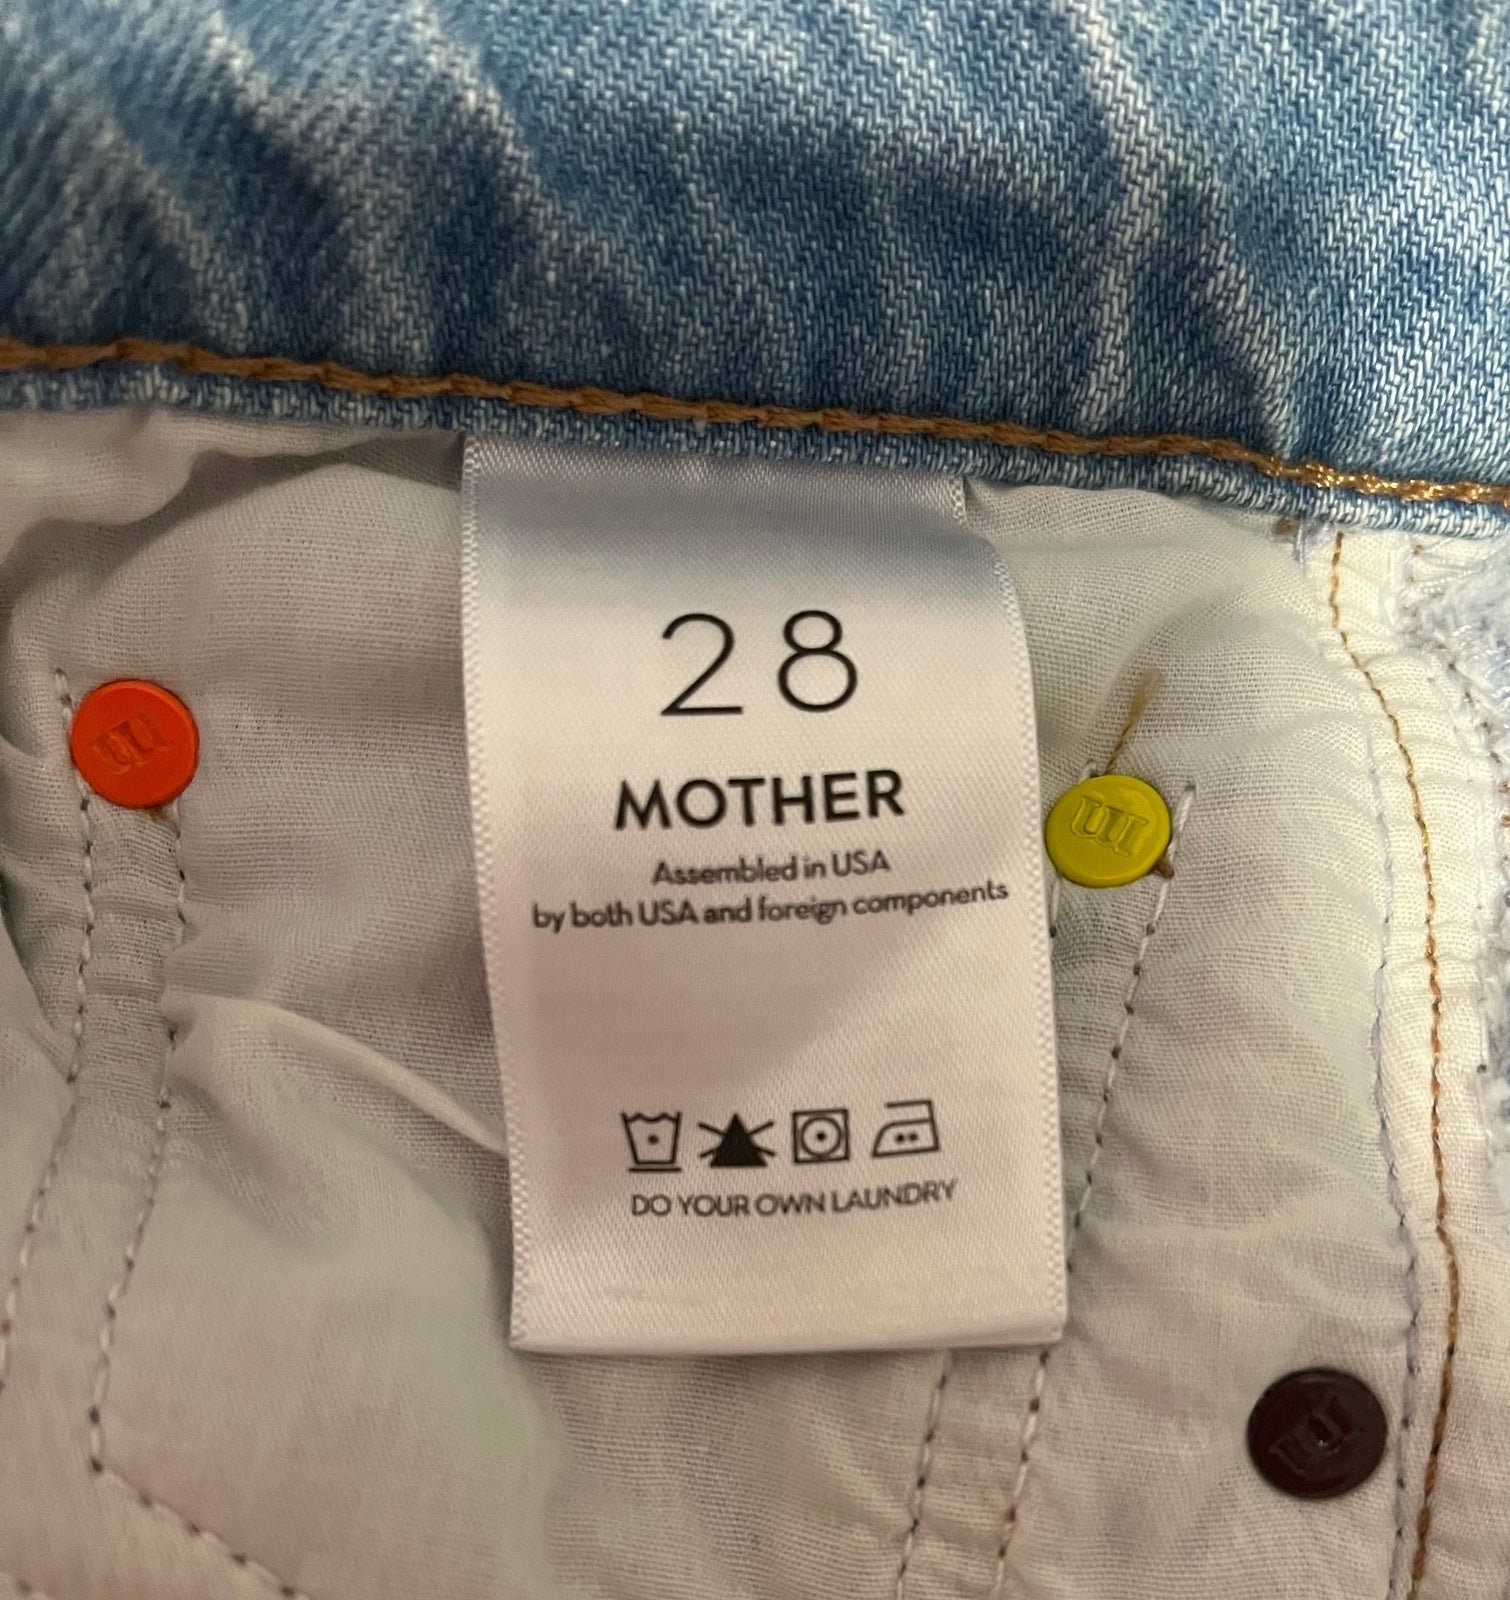 28
MOTHER
Assembled in USA
by both USA and foreign components
DO YOUR OWN LAUNDRY
m
m
m